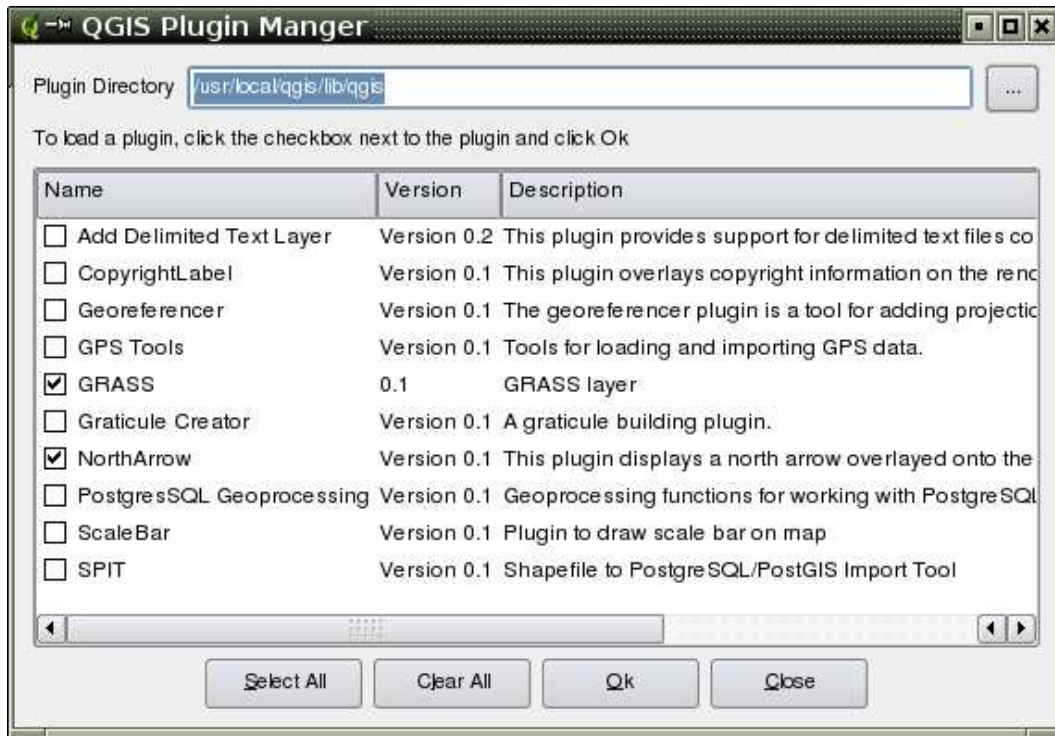 QGIS Plugin Manger
Plugin Directory /usr/local/qgis/lib/qgis ...
To load a plugin, click the checkbox next to the plugin and click Ok
Name Version Description
Add Delimited Text Layer Version 0.2 This plugin provides support for delimited text files co
CopyrightLabel Version 0.1 This plugin overlays copyright information on the rend
Georeferencer Version 0.1 The georeferencer plugin is a tool for adding projectio
GPS Tools Version 0.1 Tools for loading and importing GPS data.
GRASS 0.1 GRASS layer
Graticule Creator Version 0.1 A graticule building plugin.
NorthArrow Version 0.1 This plugin displays a north arrow overlayed onto the
PostgresSQL Geoprocessing Version 0.1 Geoprocessing functions for working with PostgreSQL
ScaleBar Version 0.1 Plugin to draw scale bar on map
SPIT Version 0.1 Shapefile to PostgreSQL/PostGIS Import Tool
Select All Clear All Ok Close